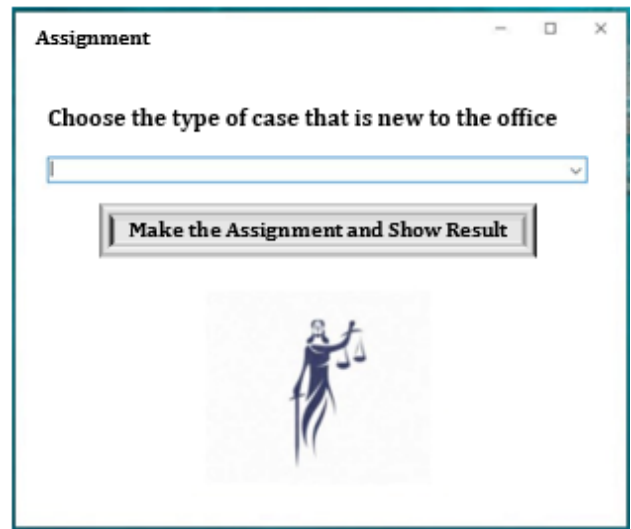 Assignment
Choose the type of case that is new to the office
Make the Assignment and Show Result